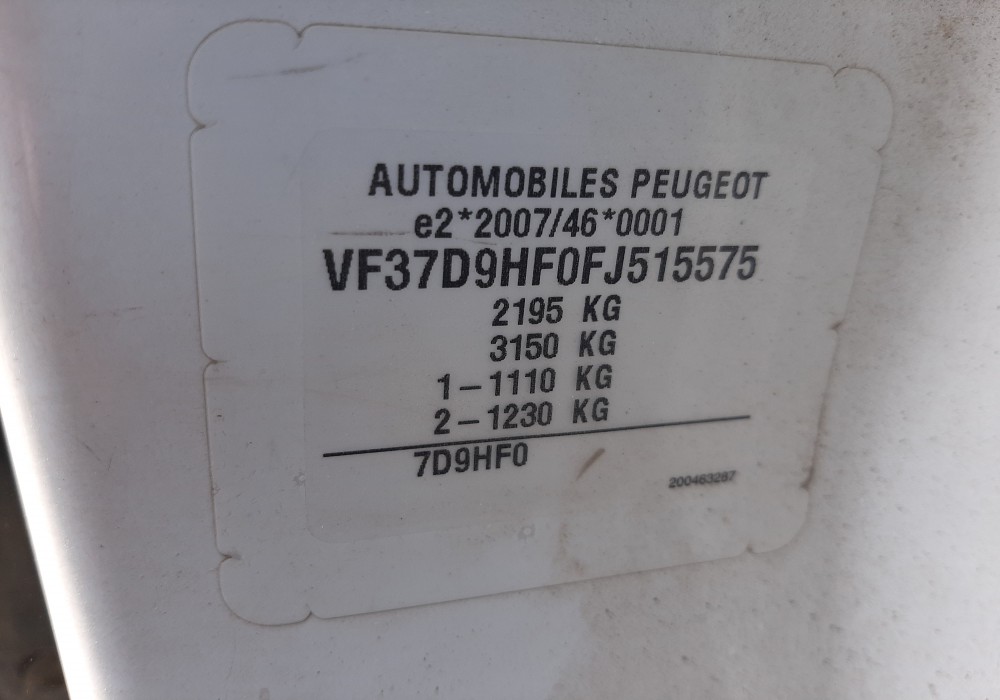 AUTOMOBILES PEUGEOT
e2*2007/46*0001
VF37D9HF0FJ515575
2195 KG
3150 KG
1–1110 KG
2–1230 KG
7D9HF0
200463287